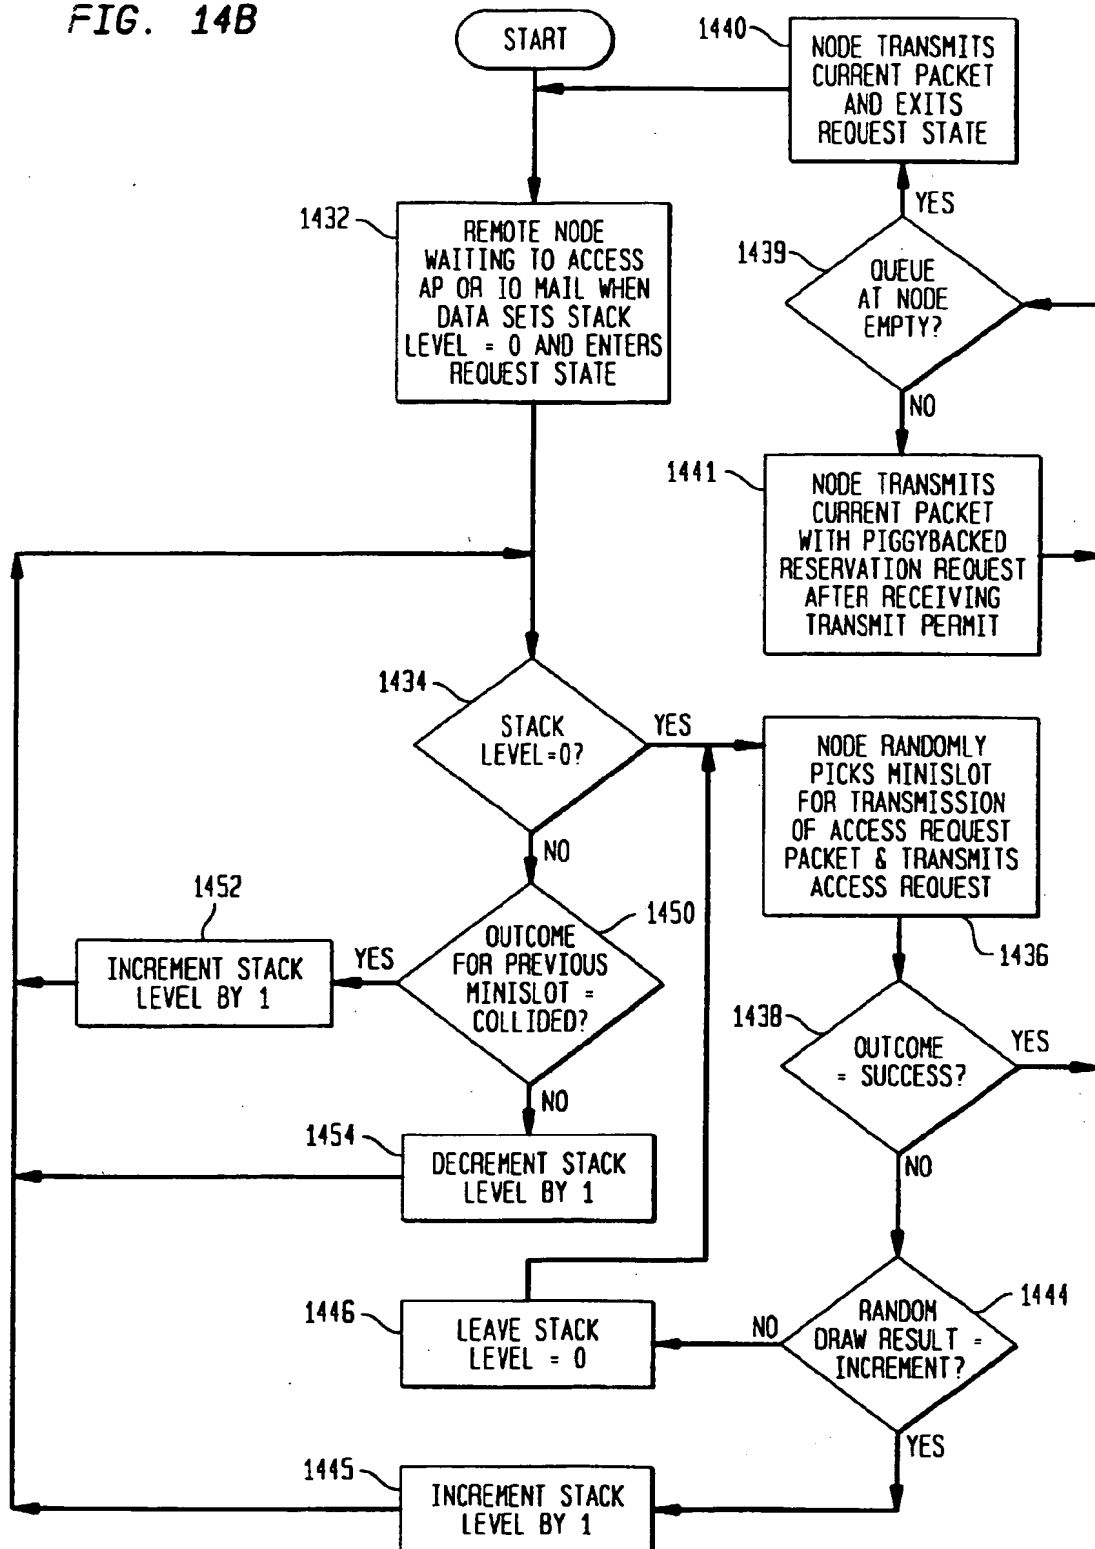 FIG. 14B
START
1440
NODE TRANSMITS
CURRENT PACKET
AND EXITS
REQUEST STATE
YES
1432
REMOTE NODE
WAITING TO ACCESS
AP OR IO MAIL WHEN
DATA SETS STACK
LEVEL = 0 AND ENTERS
REQUEST STATE
1439
QUEUE
AT NODE
EMPTY?
NO
1441
NODE TRANSMITS
CURRENT PACKET
WITH PIGGYBACKED
RESERVATION REQUEST
AFTER RECEIVING
TRANSMIT PERMIT
1434
STACK
LEVEL=0?
YES
NO
NODE RANDOMLY
PICKS MINISLOT
FOR TRANSMISSION
OF ACCESS REQUEST
PACKET & TRANSMITS
ACCESS REQUEST
1436
1452
INCREMENT STACK
LEVEL BY 1
YES
1450
OUTCOME
FOR PREVIOUS
MINISLOT =
COLLIDED?
NO
1438
OUTCOME
= SUCCESS?
YES
NO
1454
DECREMENT STACK
LEVEL BY 1
1446
LEAVE STACK
LEVEL = 0
NO
1444
RANDOM
DRAW RESULT =
INCREMENT?
YES
1445
INCREMENT STACK
LEVEL BY 1